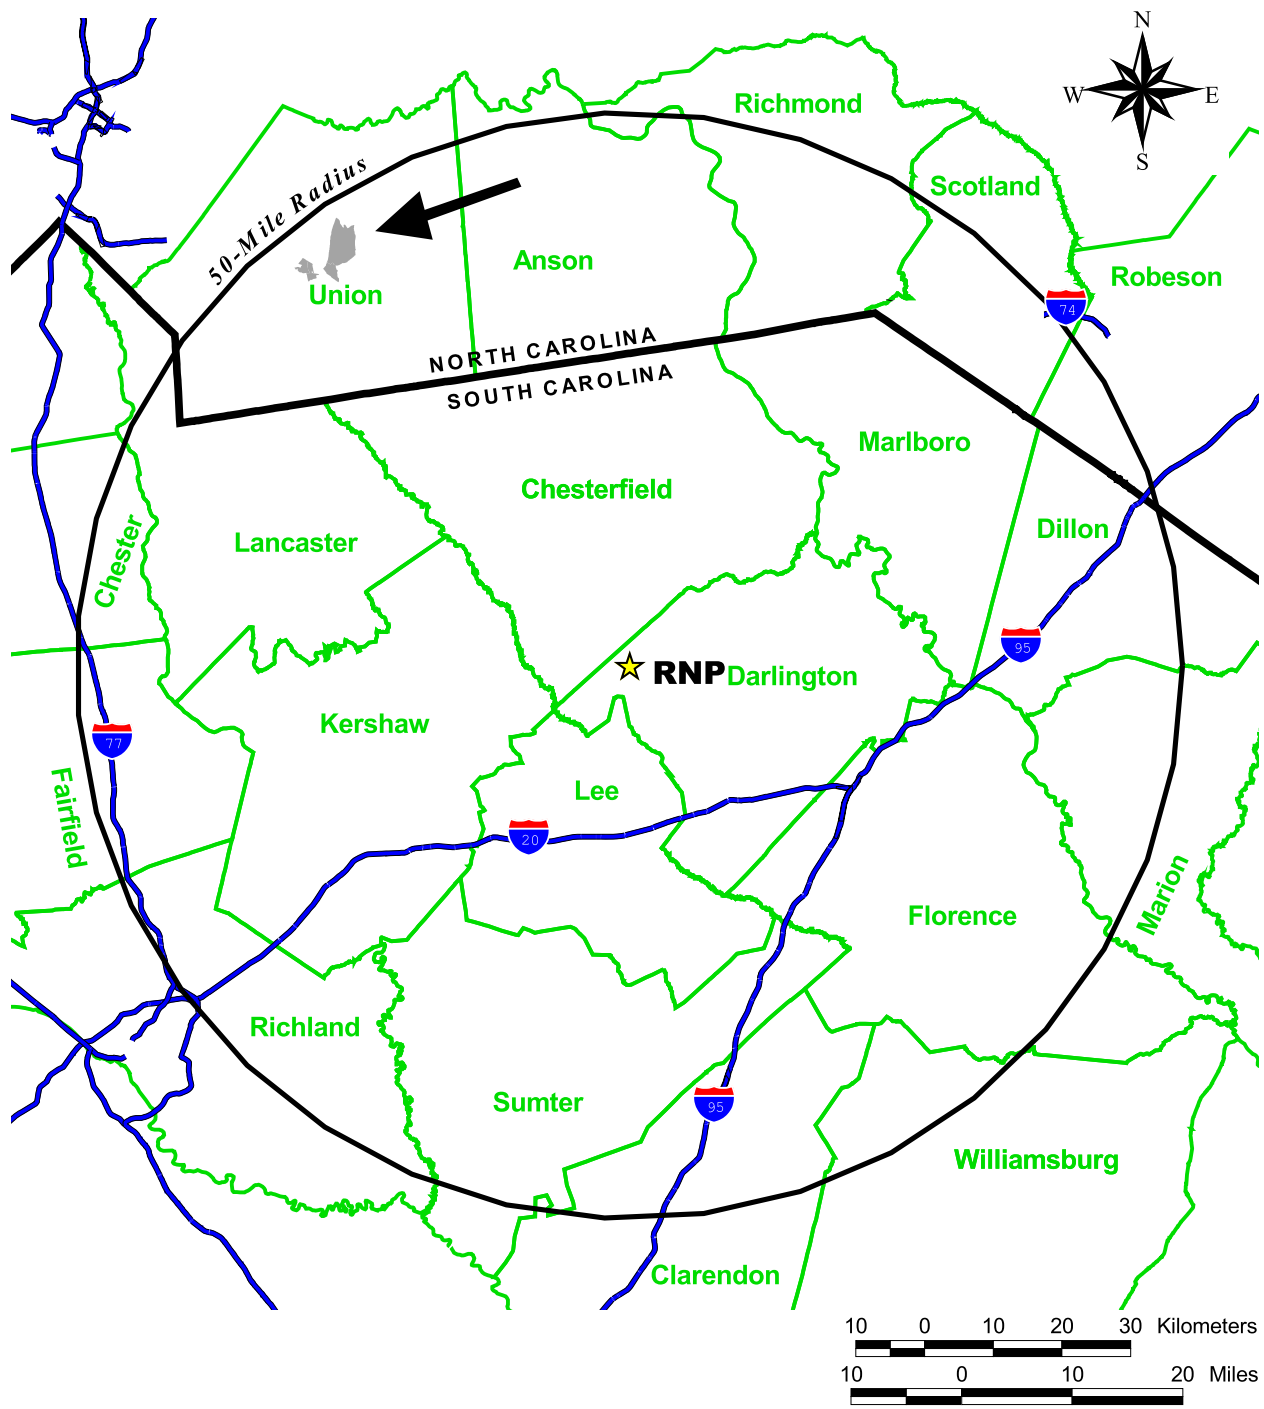 N
W
E
S
Richmond
Scotland
50-Mile Radius
Anson
Robeson
Union
74
NORTH CAROLINA
SOUTH CAROLINA
Marlboro
Chesterfield
Dillon
Lancaster
Chester
95
RNP
Darlington
Kershaw
77
Lee
Fairfield
20
Marion
Florence
Richland
Sumter
95
Williamsburg
Clarendon
10 0 10 20 30 Kilometers
10 0 10 20 Miles